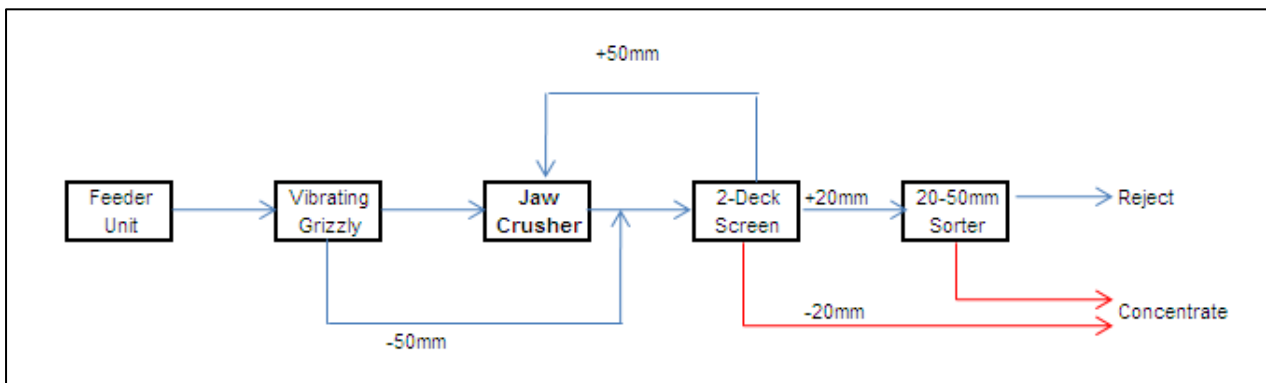 +50mm
Feeder
Unit
Vibrating
Grizzly
Jaw
Crusher
2-Deck
Screen
+20mm
20-50mm
Sorter
Reject
-50mm
-20mm
Concentrate